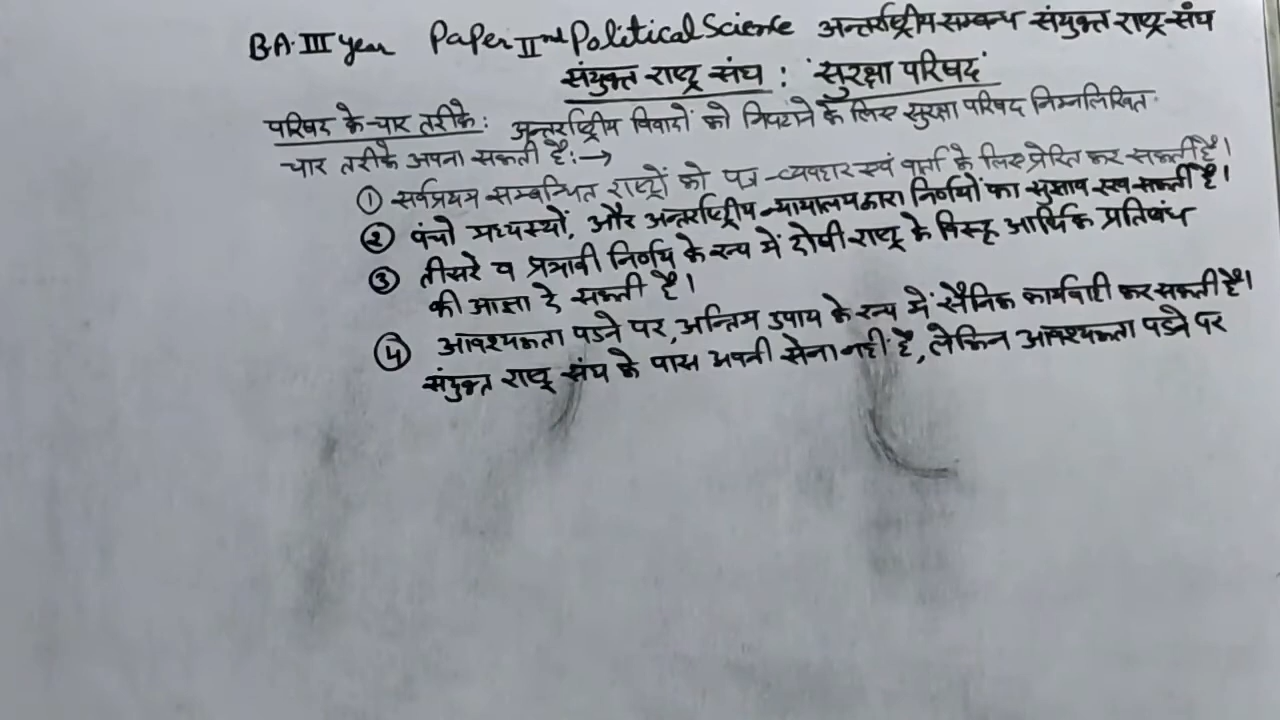 B.A. III year Paper IInd Political Science अन्तर्राष्ट्रीय सम्बन्ध संयुक्त राष्ट्र-संघ
संयुक्त राष्ट्र संघ : सुरक्षा परिषद
परिषद के चार तरीके: अन्तर्राष्ट्रीय विवादों को निपटाने के लिए सुरक्षा परिषद निम्नलिखित
चार तरीके अपना सकती है:→
① सर्वप्रथम सम्बन्धित राष्ट्रों को पत्र-व्यवहार एवं वार्ता के लिए प्रेरित कर सकती है।
② पंचो मध्यस्थों, और अन्तर्राष्ट्रीय न्यायालय द्वारा निर्णयों का सुझाव रख सकती है।
③ तीसरे व प्रभावी निर्णय के रूप में दोषी राष्ट्र के विरूद्ध आर्थिक प्रतिबंध
की आज्ञा दे सकती है।
④ आवश्यकता पडने पर, अन्तिम उपाय के रूप में सैनिक कार्यवाही कर सकती है।
संयुक्त राष्ट्र संघ के पास अपनी सेना नही है, लेकिन आवश्यकता पडने पर